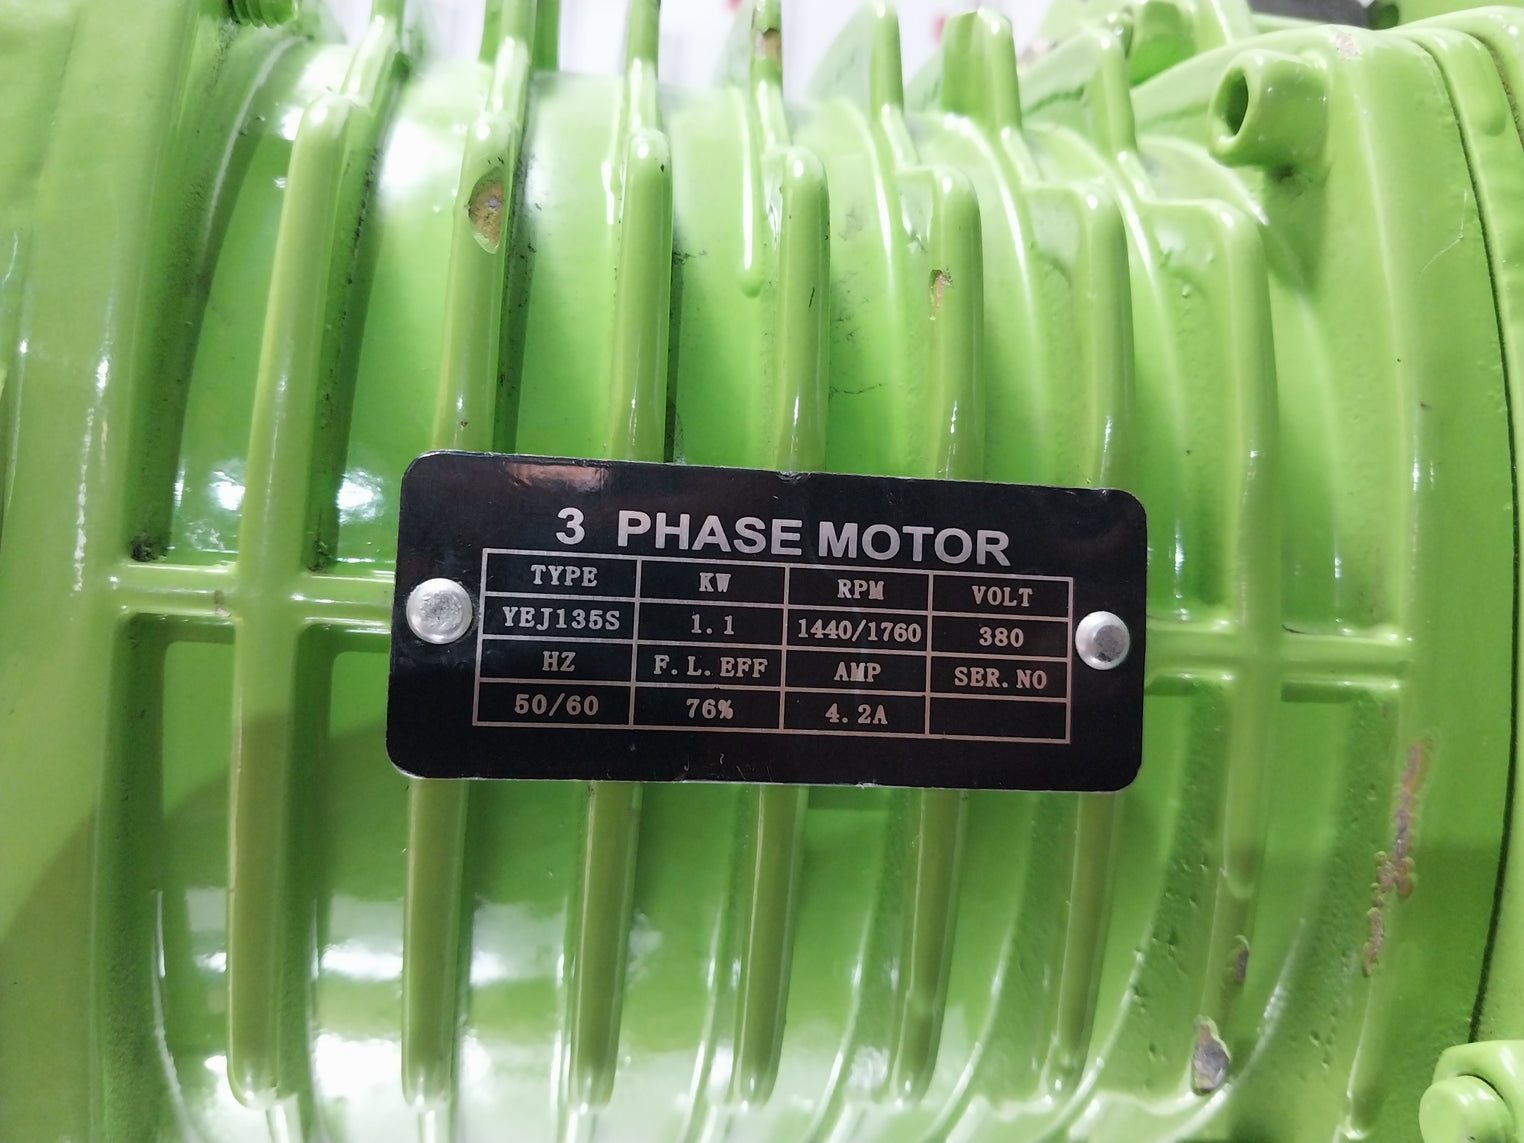 3 PHASE MOTOR
TYPE KW RPM VOLT
YEJ135S 1.1 1440/1760 380
HZ F.L.EFF AMP SER.NO
50/60 76% 4.2A